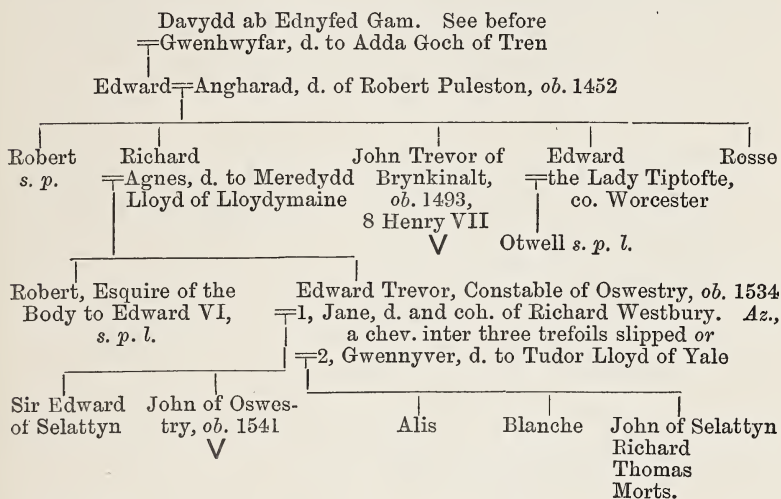 Davydd ab Ednyfed Gam. See before
Gwenhwyfar, d. to Adda Goch of Tren
Edward Angharad, d. of Robert Puleston, ob. 1452
Robert
s. p.
Richard
Agnes, d. to Meredydd
Lloyd of Lloydymaine
John Trevor of
Brynkinalt,
ob. 1493,
8 Henry VII
Edward
the Lady Tiptofte,
co. Worcester
Otwell s. p. l.
Rosse
Robert, Esquire of the
Body to Edward VI,
s. p. l.
Edward Trevor, Constable of Oswestry, ob. 1534
1, Jane, d. and coh. of Richard Westbury. Az.,
a chev. inter three trefoils slipped or
2, Gwennyver, d. to Tudor Lloyd of Yale
Sir Edward
of Selattyn
John of Oswes-
try, ob. 1541
Alis
Blanche
John of Selattyn
Richard
Thomas
Morts.